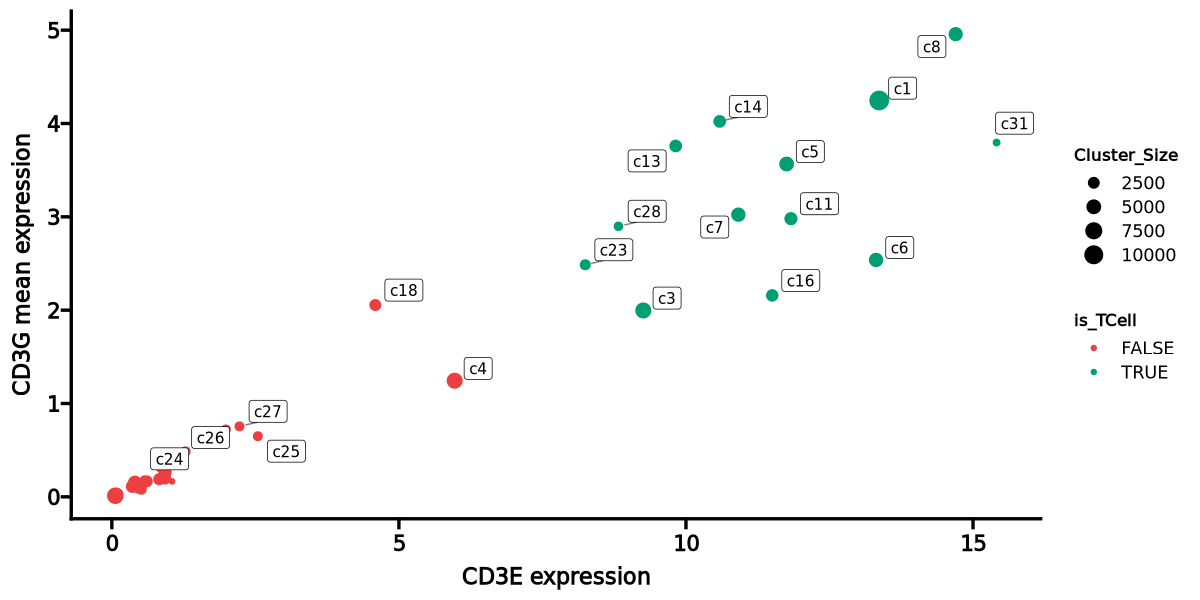 5
4
3
2
1
0
0
5
10
15
CD3G mean expression
CD3E expression
c8
c1
c14
c31
c13
c5
c28
c11
c7
c23
c6
c16
c18
c3
c4
c27
c26
c25
c24
Cluster_Size
2500
5000
7500
10000
is_TCell
FALSE
TRUE